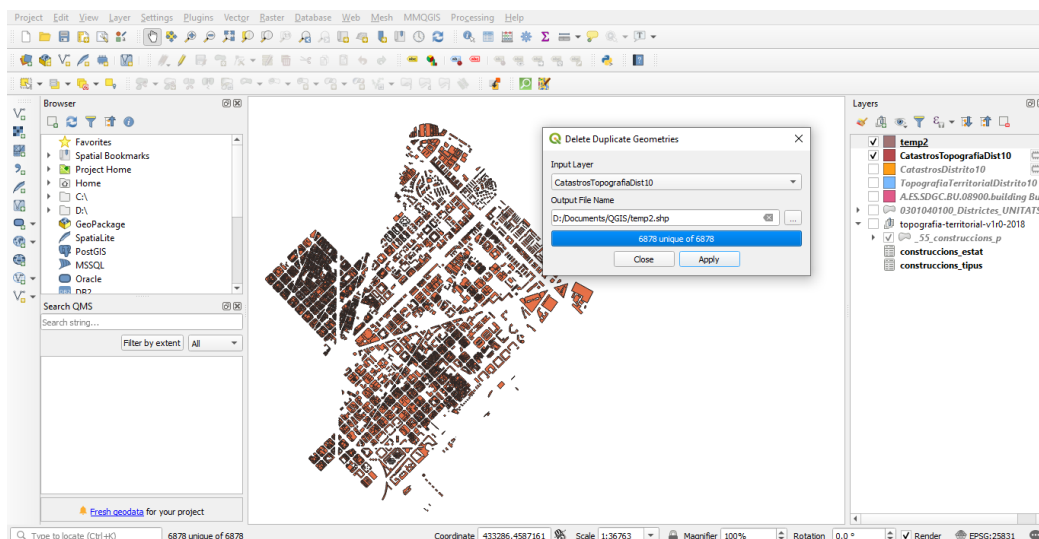 Project Edit View Layer Settings Plugins Vector Raster Database Web Mesh MMQGIS Processing Help
Browser
Favorites
Spatial Bookmarks
Project Home
Home
C:\
D:\
GeoPackage
SpatiaLite
PostGIS
MSSQL
Oracle
DB2
Search QMS
Search string...
Filter by extent All
Fresh geodata for your project
Delete Duplicate Geometries
Input Layer
CatastrosTopografiaDist10
Output File Name
D:/Documents/QGIS/temp2.shp
...
6878 unique of 6878
Close Apply
Layers
temp2
CatastrosTopografiaDist10
CatastrosDistrito10
TopografiaTerritorialDistrito10
A.ES.SDGC.BU.08900.building Bu
0301040100_Districtes_UNITATS
topografia-territorial-v1r0-2018
_55_construccions_p
construccions_estat
construccions_tipus
Type to locate (Ctrl+K) 6878 unique of 6878 Coordinate 433286.4587161 Scale 1:36763 Magnifier 100% Rotation 0.0 ° Render EPSG:25831